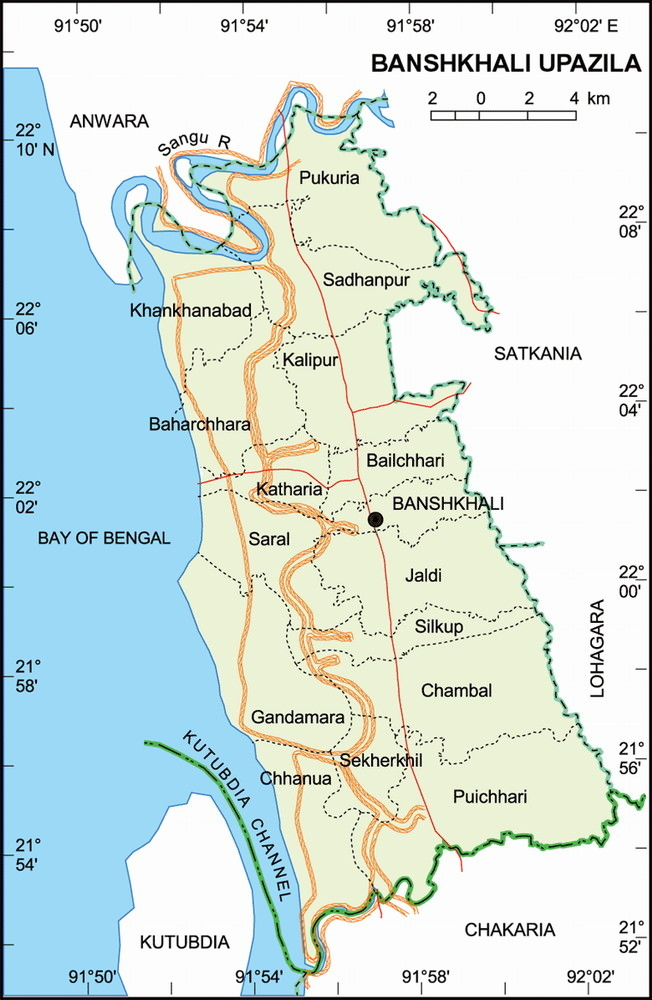 91°50' 91°54' 91°58' 92°02' E
BANSHKHALI UPAZILA
2 0 2 4 km
ANWARA
22°
10' N
Sangu R
Pukuria
22°
08'
Sadhanpur
Khankhanabad
22°
06'
Kalipur
SATKANIA
22°
04'
Baharchhara
Bailchhari
22°
02'
Katharia
BANSHKHALI
BAY OF BENGAL
Saral
Jaldi
22°
00'
Silkup
LOHAGARA
21°
58'
Chambal
Gandamara
21°
56'
Sekherkhil
Chhanua
KUTUBDIA CHANNEL
Puichhari
21°
54'
KUTUBDIA
CHAKARIA
21°
52'
91°50' 91°54' 91°58' 92°02'